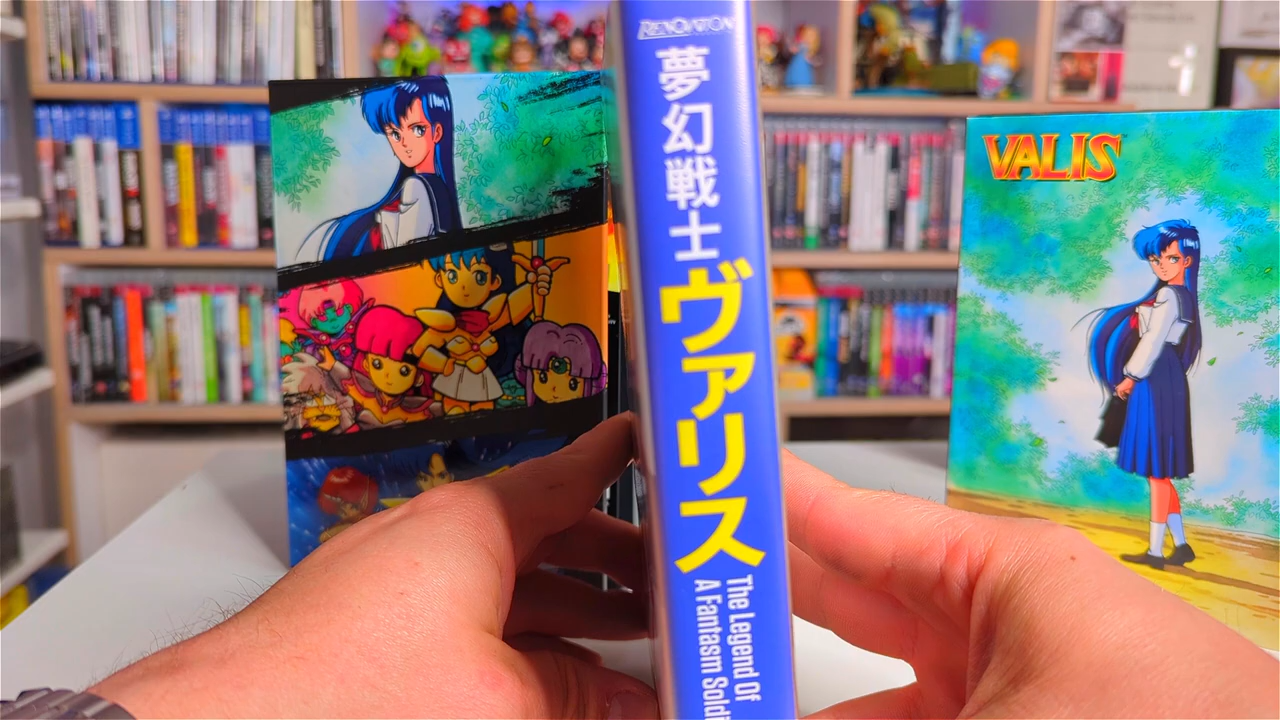 RENOVATION
夢幻戦士
ヴァリス
The Legend Of
A Fantasm Soldi
VALIS